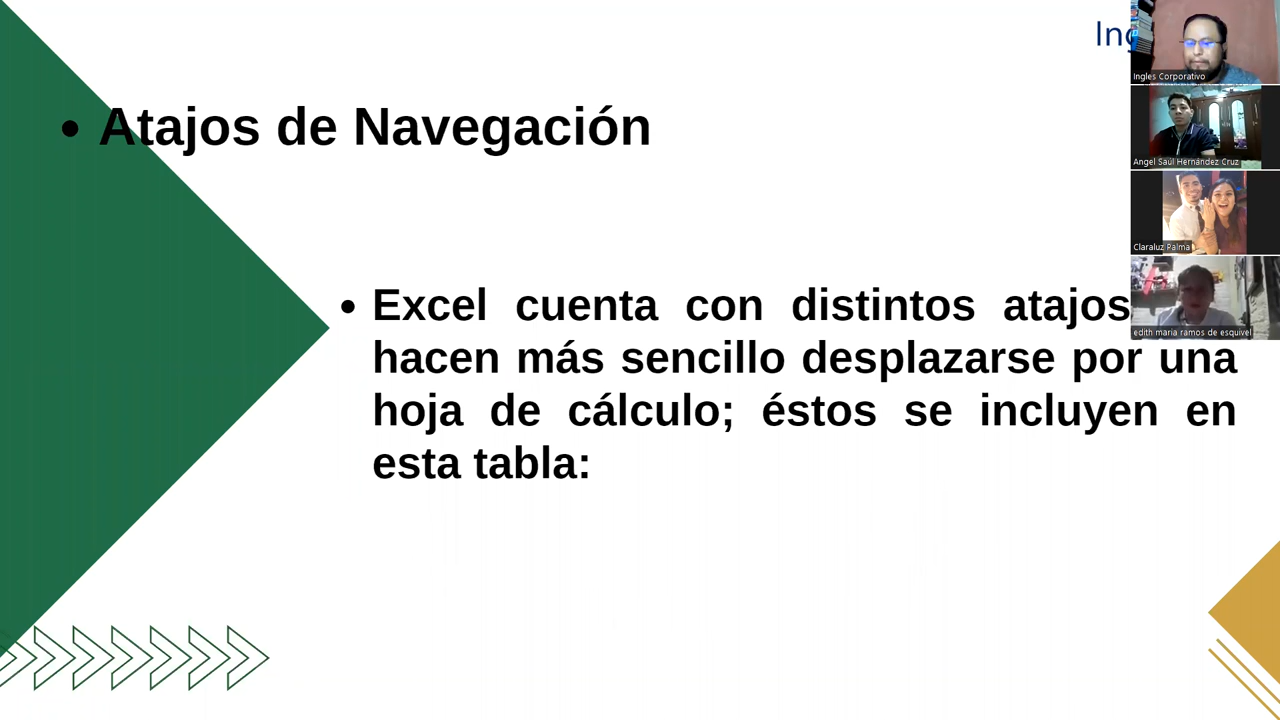 Ing
Ingles Corporativo
• Atajos de Navegación
Angel Saúl Hernández Cruz
Claraluz Palma
• Excel cuenta con distintos atajos
edith maria ramos de esquivel
hacen más sencillo desplazarse por una
hoja de cálculo; éstos se incluyen en
esta tabla: